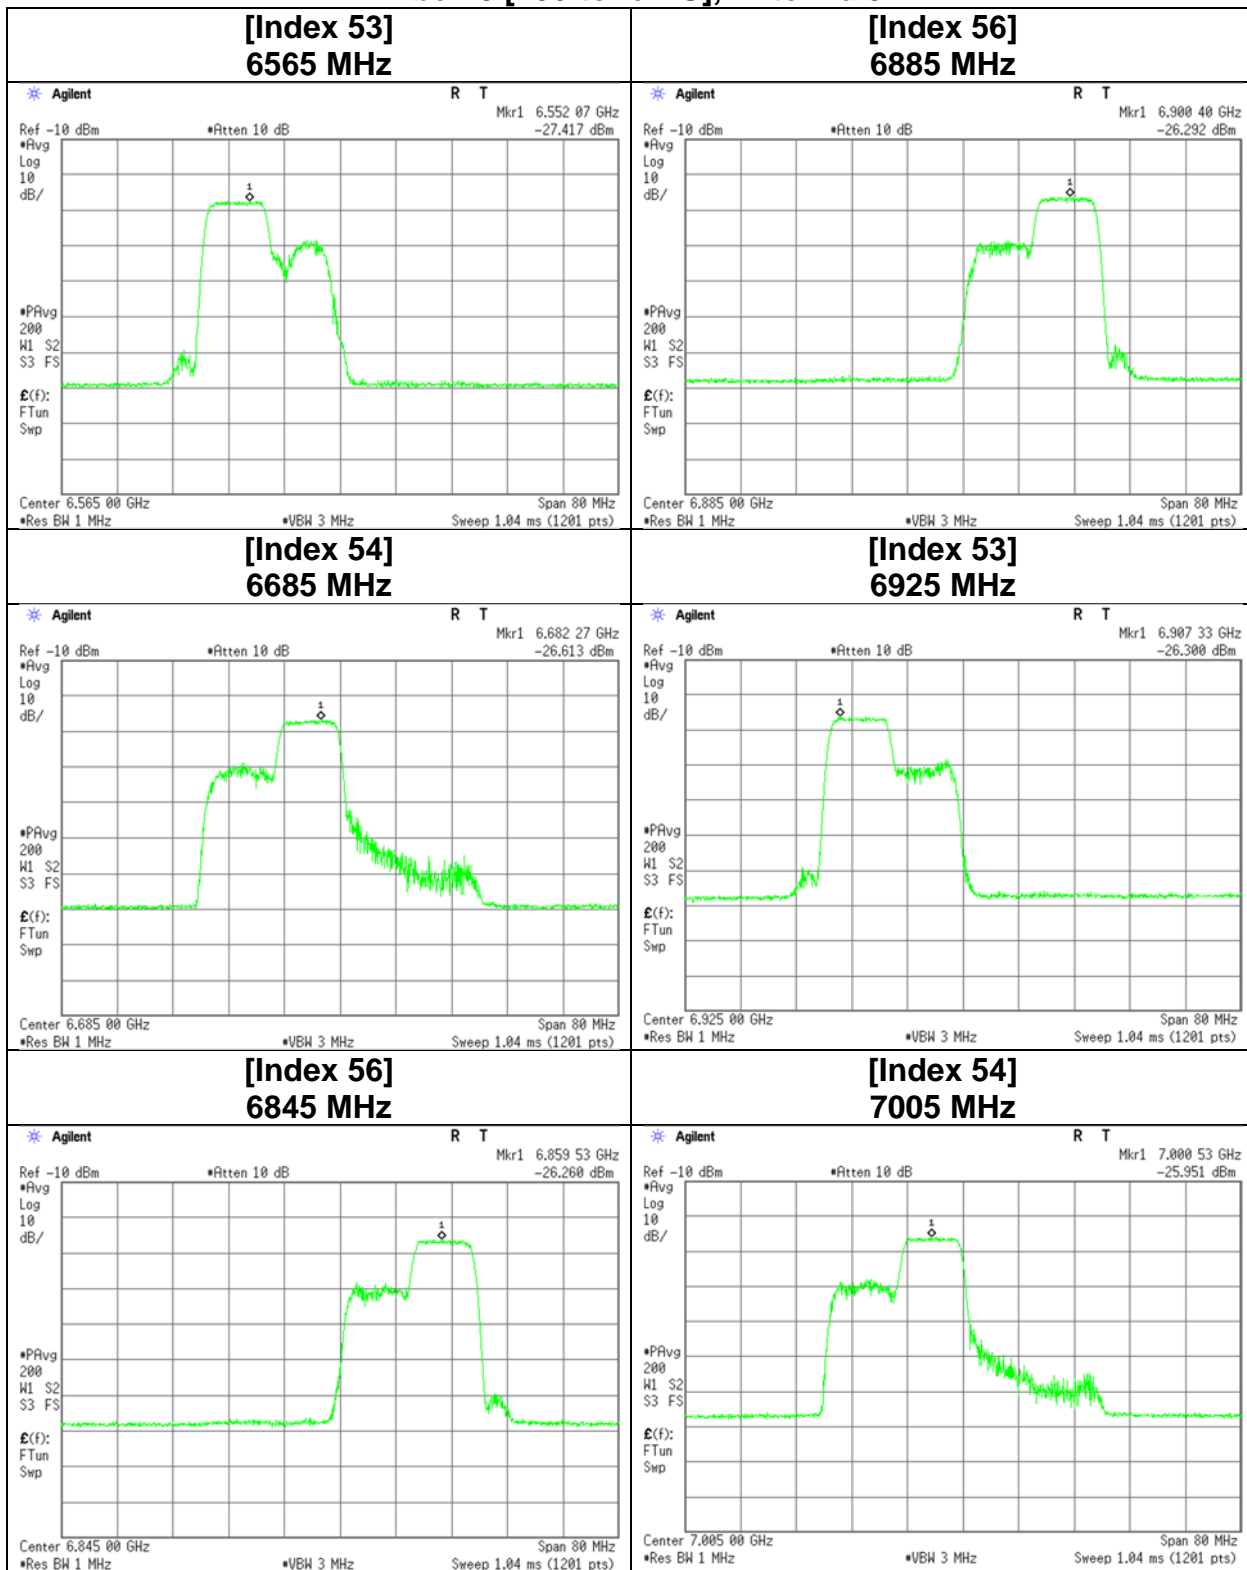 [Index 53]
6565 MHz
[Index 56]
6885 MHz
Agilent R T
Mkr1 6.552 07 GHz
Ref -10 dBm *Atten 10 dB -27.417 dBm
*Avg
Log
10
dB/
1
*PAvg
200
W1 S2
S3 FS
£(f):
FTun
Swp
Center 6.565 00 GHz Span 80 MHz
*Res BW 1 MHz *VBW 3 MHz Sweep 1.04 ms (1201 pts)
Agilent R T
Mkr1 6.900 40 GHz
Ref -10 dBm *Atten 10 dB -26.292 dBm
*Avg
Log
10
dB/
1
*PAvg
200
W1 S2
S3 FS
£(f):
FTun
Swp
Center 6.885 00 GHz Span 80 MHz
*Res BW 1 MHz *VBW 3 MHz Sweep 1.04 ms (1201 pts)
[Index 54]
6685 MHz
[Index 53]
6925 MHz
Agilent R T
Mkr1 6.682 27 GHz
Ref -10 dBm *Atten 10 dB -26.613 dBm
*Avg
Log
10
dB/
1
*PAvg
200
W1 S2
S3 FS
£(f):
FTun
Swp
Center 6.685 00 GHz Span 80 MHz
*Res BW 1 MHz *VBW 3 MHz Sweep 1.04 ms (1201 pts)
Agilent R T
Mkr1 6.907 33 GHz
Ref -10 dBm *Atten 10 dB -26.300 dBm
*Avg
Log
10
dB/
1
*PAvg
200
W1 S2
S3 FS
£(f):
FTun
Swp
Center 6.925 00 GHz Span 80 MHz
*Res BW 1 MHz *VBW 3 MHz Sweep 1.04 ms (1201 pts)
[Index 56]
6845 MHz
[Index 54]
7005 MHz
Agilent R T
Mkr1 6.859 53 GHz
Ref -10 dBm *Atten 10 dB -26.260 dBm
*Avg
Log
10
dB/
1
*PAvg
200
W1 S2
S3 FS
£(f):
FTun
Swp
Center 6.845 00 GHz Span 80 MHz
*Res BW 1 MHz *VBW 3 MHz Sweep 1.04 ms (1201 pts)
Agilent R T
Mkr1 7.000 53 GHz
Ref -10 dBm *Atten 10 dB -25.951 dBm
*Avg
Log
10
dB/
1
*PAvg
200
W1 S2
S3 FS
£(f):
FTun
Swp
Center 7.005 00 GHz Span 80 MHz
*Res BW 1 MHz *VBW 3 MHz Sweep 1.04 ms (1201 pts)